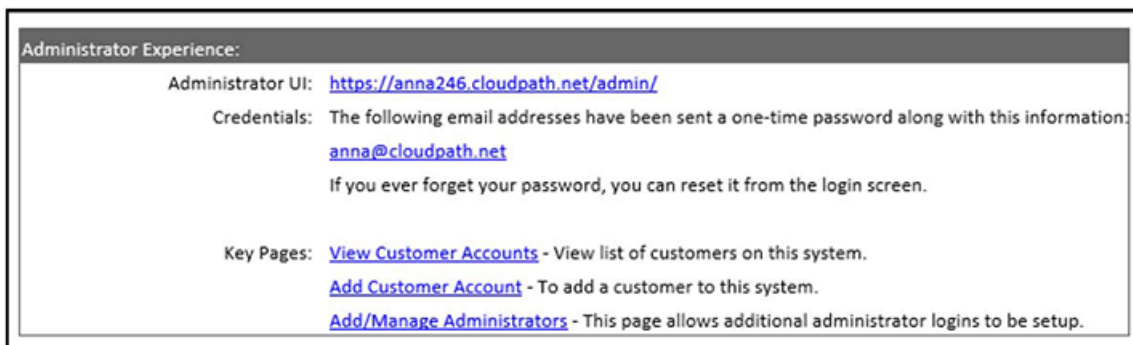 Administrator Experience:
Administrator UI: https://anna246.cloudpath.net/admin/
Credentials: The following email addresses have been sent a one-time password along with this information:
anna@cloudpath.net
If you ever forget your password, you can reset it from the login screen.
Key Pages: View Customer Accounts - View list of customers on this system.
Add Customer Account - To add a customer to this system.
Add/Manage Administrators - This page allows additional administrator logins to be setup.